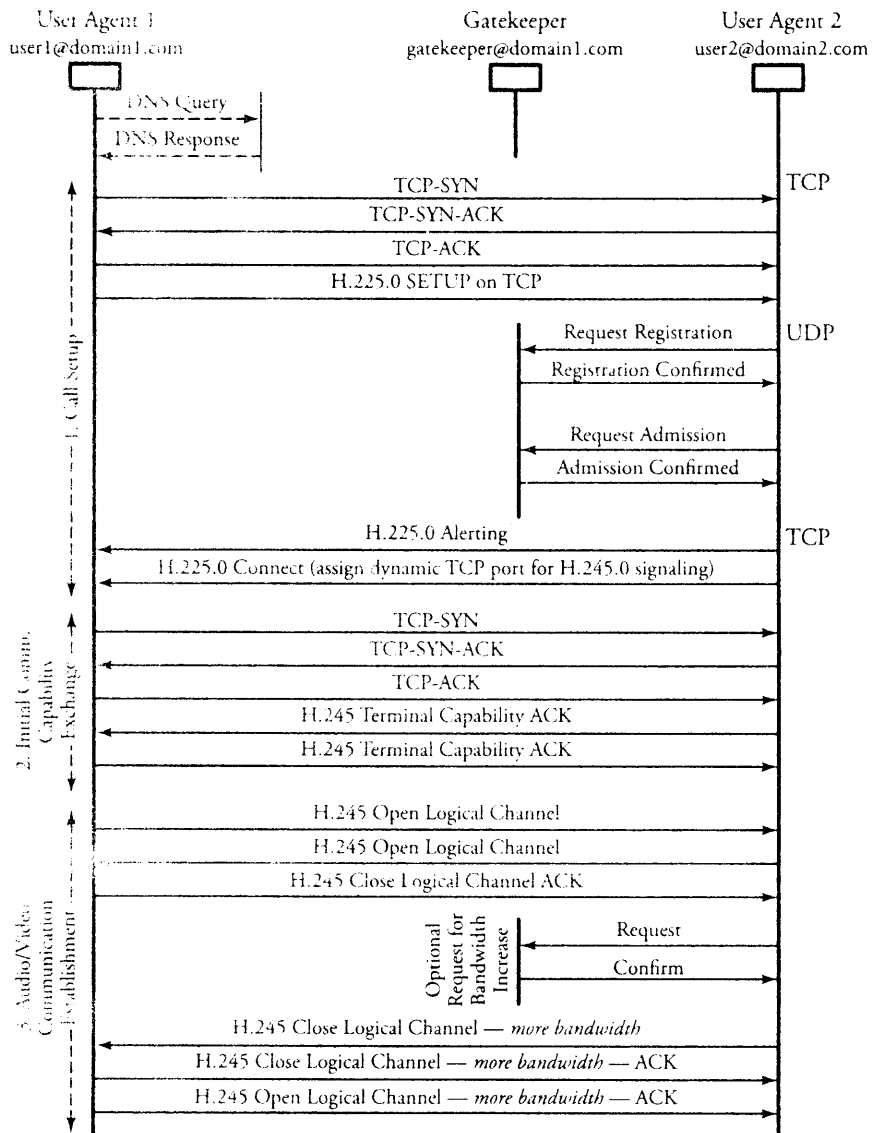 User Agent 1
user1@domain1.com
Gatekeeper
gatekeeper@domain1.com
User Agent 2
user2@domain2.com
DNS Query
DNS Response
TCP-SYN
TCP
TCP-SYN-ACK
TCP-ACK
H.225.0 SETUP on TCP
1. Call Setup
Request Registration
UDP
Registration Confirmed
Request Admission
Admission Confirmed
H.225.0 Alerting
TCP
H.225.0 Connect (assign dynamic TCP port for H.245.0 signaling)
2. Initial Comm.
Capability
Exchange
TCP-SYN
TCP-SYN-ACK
TCP-ACK
H.245 Terminal Capability ACK
H.245 Terminal Capability ACK
3. Audio/Video
Communication
Establishment
H.245 Open Logical Channel
H.245 Open Logical Channel
H.245 Close Logical Channel ACK
Optional
Request for
Bandwidth
Increase
Request
Confirm
H.245 Close Logical Channel — more bandwidth
H.245 Close Logical Channel — more bandwidth — ACK
H.245 Open Logical Channel — more bandwidth — ACK